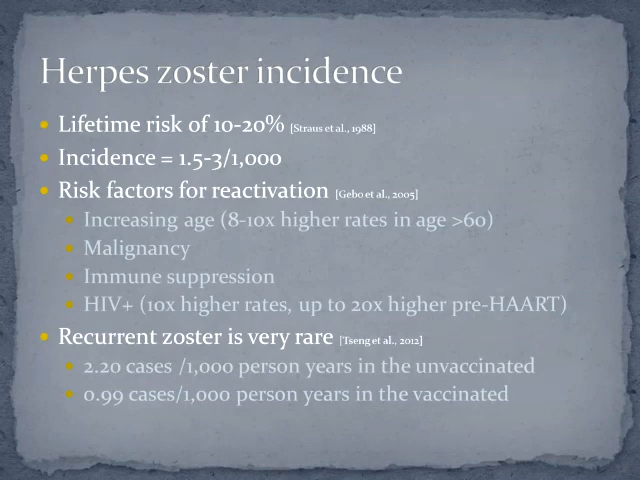 Herpes zoster incidence
Lifetime risk of 10-20% [Straus et al., 1988]
Incidence = 1.5-3/1,000
Risk factors for reactivation [Gebo et al., 2005]
Increasing age (8-10x higher rates in age >60)
Malignancy
Immune suppression
HIV+ (10x higher rates, up to 20x higher pre-HAART)
Recurrent zoster is very rare [Tseng et al., 2012]
2.20 cases /1,000 person years in the unvaccinated
0.99 cases/1,000 person years in the vaccinated